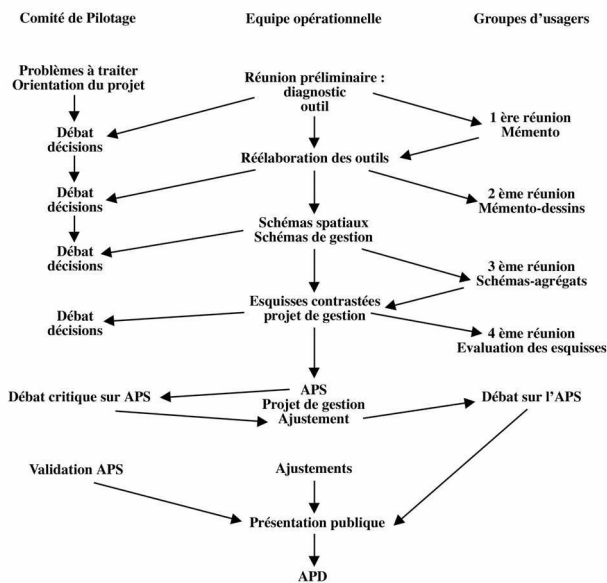 Comité de Pilotage
Equipe opérationnelle
Groupes d'usagers
Problèmes à traiter
Orientation du projet
Réunion préliminaire :
diagnostic
outil
1 ère réunion
Mémento
Débat
décisions
Réélaboration des outils
Débat
décisions
2 ème réunion
Mémento-dessins
Schémas spatiaux
Schémas de gestion
Débat
décisions
3 ème réunion
Schémas-agrégats
Esquisses contrastées
projet de gestion
Débat
décisions
4 ème réunion
Evaluation des esquisses
APS
Projet de gestion
Ajustement
Débat critique sur APS
Débat sur l'APS
Validation APS
Ajustements
Présentation publique
APD